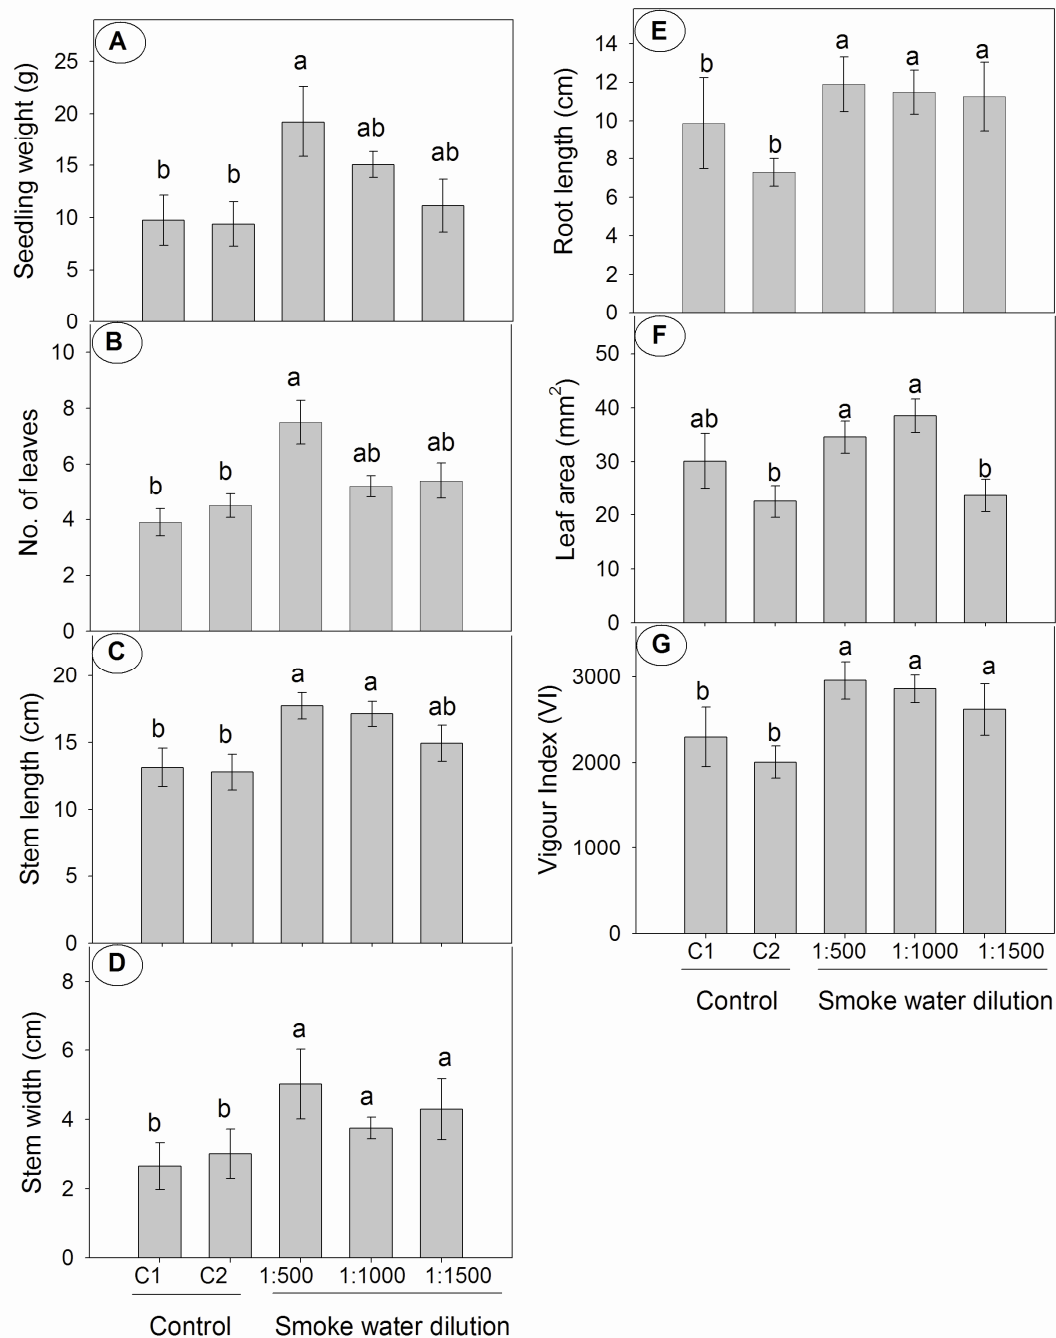 A
Seedling weight (g)
25
20
15
10
5
0
b
b
a
ab
ab
B
No. of leaves
10
8
6
4
2
0
b
b
a
ab
ab
C
Stem length (cm)
20
15
10
5
0
b
b
a
a
ab
D
Stem width (cm)
8
6
4
2
0
b
b
a
a
a
C1 C2 1:500 1:1000 1:1500
Control Smoke water dilution
E
Root length (cm)
14
12
10
8
6
4
2
0
b
b
a
a
a
F
Leaf area (mm²)
50
40
30
20
10
0
ab
b
a
a
b
G
Vigour Index (VI)
3000
2000
1000
0
b
b
a
a
a
C1 C2 1:500 1:1000 1:1500
Control Smoke water dilution